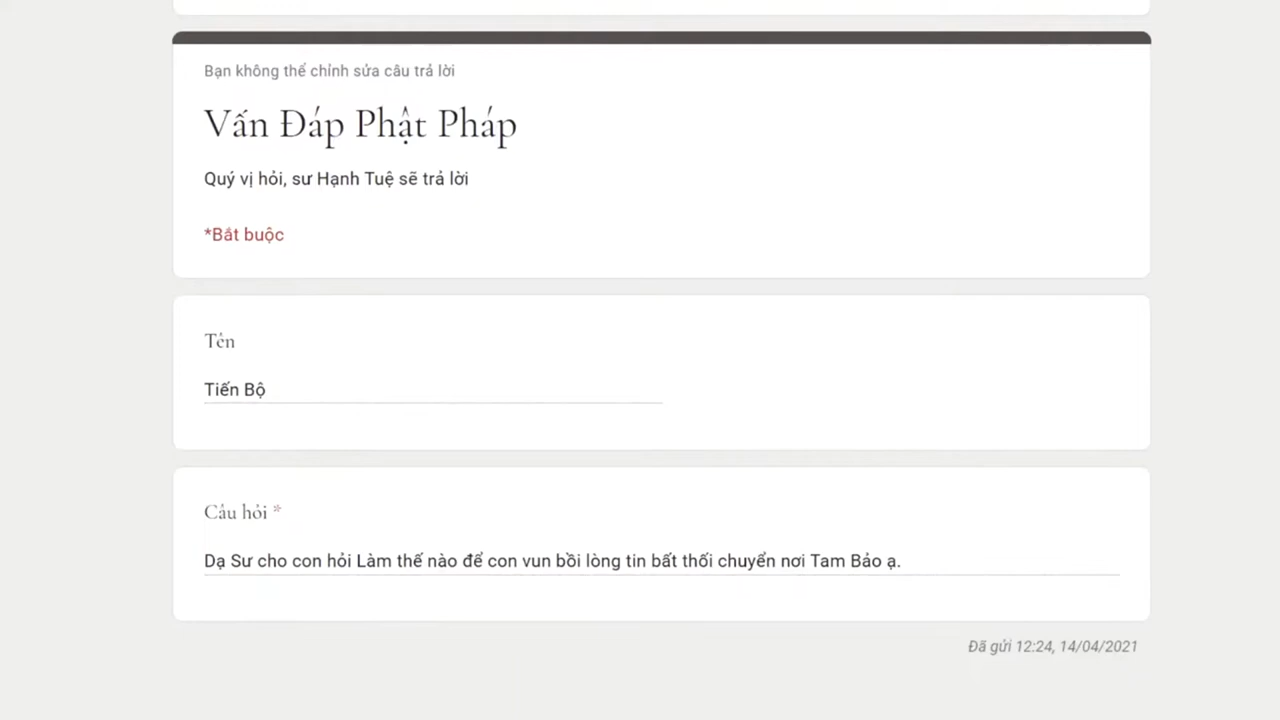 Bạn không thể chỉnh sửa câu trả lời
Vấn Đáp Phật Pháp
Quý vị hỏi, sư Hạnh Tuệ sẽ trả lời
*Bắt buộc
Tên
Tiến Bộ
Câu hỏi *
Dạ Sư cho con hỏi Làm thế nào để con vun bồi lòng tin bất thối chuyển nơi Tam Bảo ạ.
Đã gửi 12:24, 14/04/2021